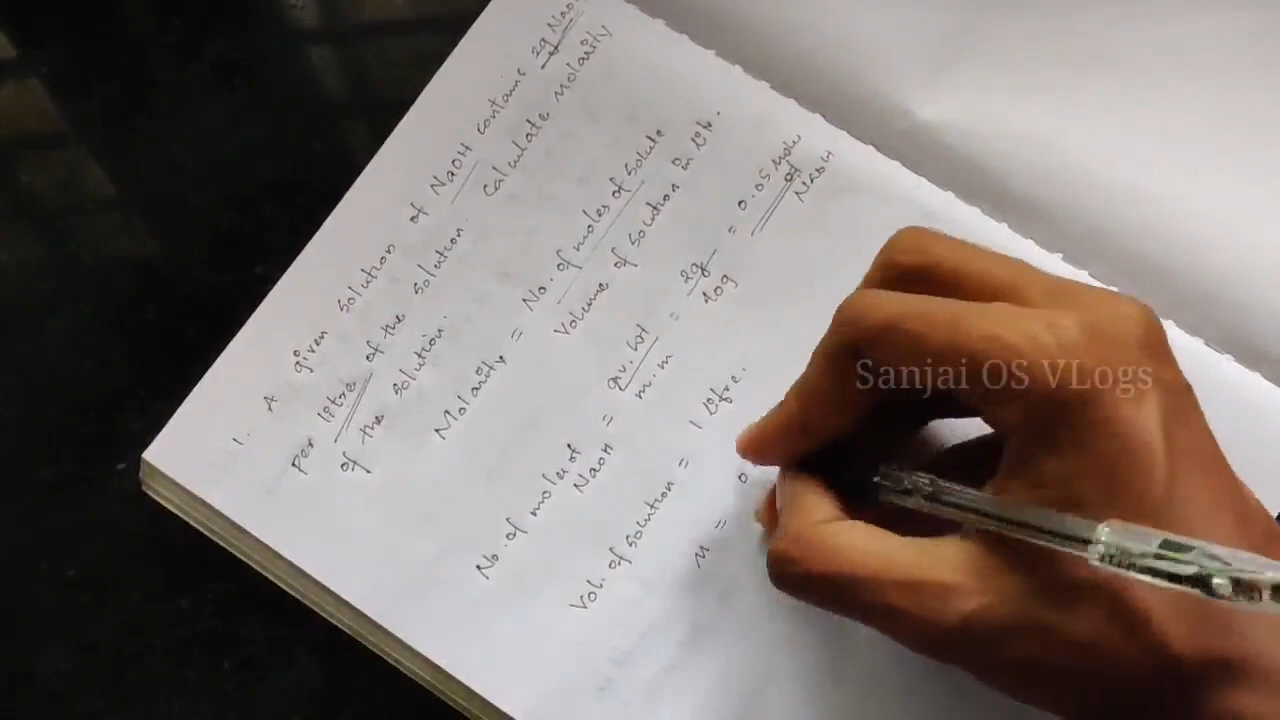 1. A given solution of NaOH contains 2g NaO
per litre of the solution. Calculate Molarity
of the solution.
Molarity = No. of moles of solute
Volume of solution in litr.
No. of moles of NaOH = giv. wt / m.m = 2g / 40g = 0.05 mole of NaOH
Vol. of solution = 1 litre.
M = 0
Sanjai OS VLogs